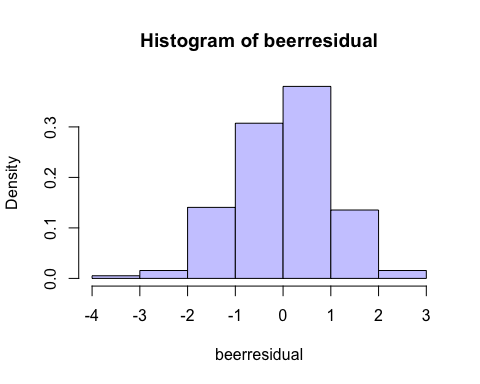 Histogram of beerresidual
Density
0.3
0.2
0.1
0.0
-4 -3 -2 -1 0 1 2 3
beerresidual